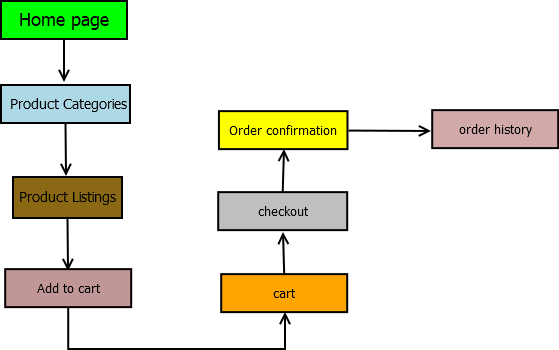 Home page
Product Categories
Product Listings
Add to cart
cart
checkout
Order confirmation
order history